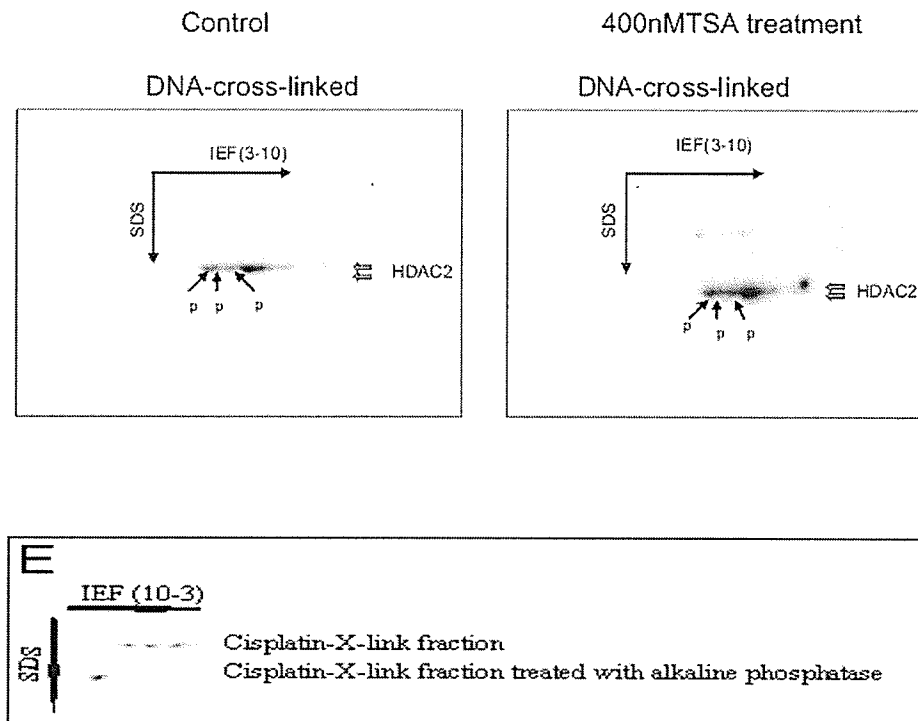 Control
400nMTSA treatment
DNA-cross-linked
DNA-cross-linked
IEF(3-10)
SDS
HDAC2
p p p
IEF(3-10)
SDS
HDAC2
p p p
E
IEF (10-3)
SDS
Cisplatin-X-link fraction
Cisplatin-X-link fraction treated with alkaline phosphatase